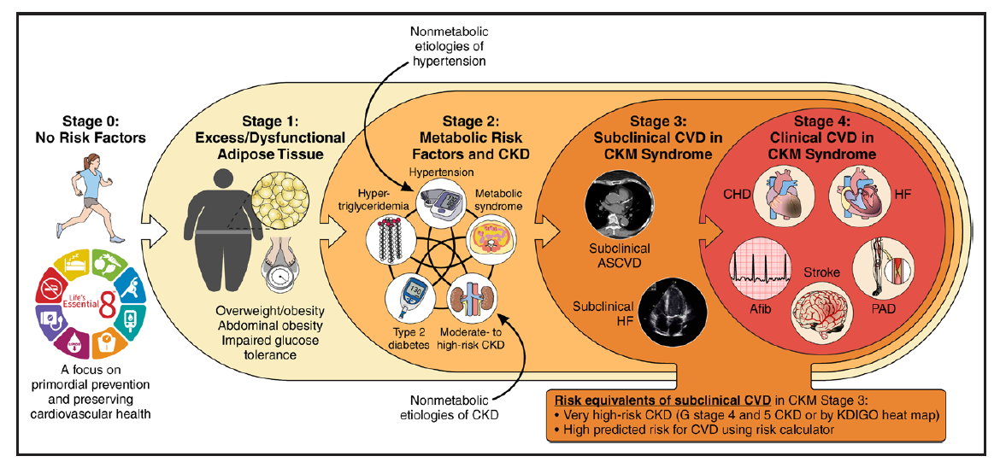 Nonmetabolic
etiologies of
hypertension
Stage 0:
No Risk Factors
Life's
Essential
8™
A focus on
primordial prevention
and preserving
cardiovascular health
Stage 1:
Excess/Dysfunctional
Adipose Tissue
Overweight/obesity
Abdominal obesity
Impaired glucose
tolerance
Stage 2:
Metabolic Risk
Factors and CKD
Hypertension
Hyper-
triglyceridemia
Metabolic
syndrome
130
Type 2
diabetes
Moderate- to
high-risk CKD
Nonmetabolic
etiologies of CKD
Stage 3:
Subclinical CVD in
CKM Syndrome
Subclinical
ASCVD
Subclinical
HF
Stage 4:
Clinical CVD in
CKM Syndrome
CHD
HF
Afib
Stroke
PAD
Risk equivalents of subclinical CVD in CKM Stage 3:
• Very high-risk CKD (G stage 4 and 5 CKD or by KDIGO heat map)
• High predicted risk for CVD using risk calculator